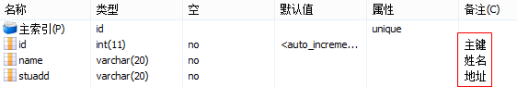 名称 类型 空 默认值 属性 备注(C)
主索引(P) id unique
id int(11) no <auto_increme... 主键
name varchar(20) no 姓名
stuadd varchar(20) no 地址